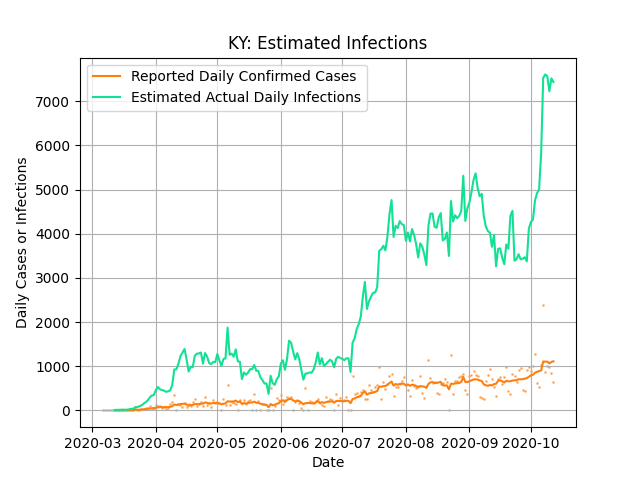 KY: Estimated Infections
Reported Daily Confirmed Cases
Estimated Actual Daily Infections
Daily Cases or Infections
7000
6000
5000
4000
3000
2000
1000
0
2020-03 2020-04 2020-05 2020-06 2020-07 2020-08 2020-09 2020-10
Date